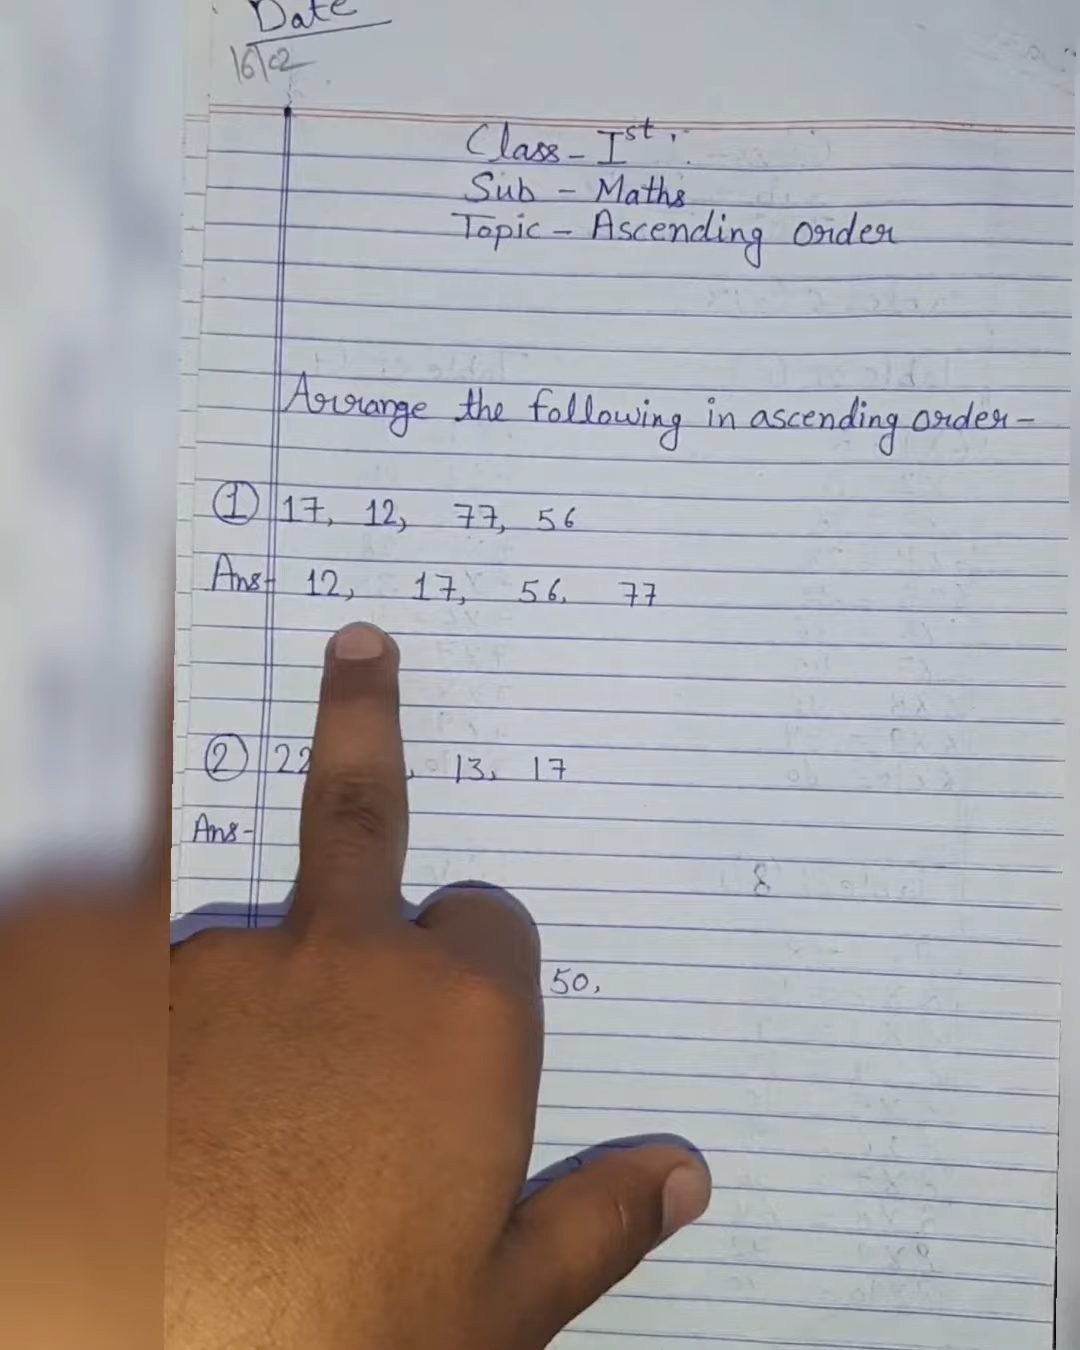 Date
16/02
Class - Ist.
Sub - Maths
Topic - Ascending order
Arrange the following in ascending order -
① 17, 12, 77, 56
Ans- 12, 17, 56, 77
② 22 , 13, 17
Ans-
8
50,